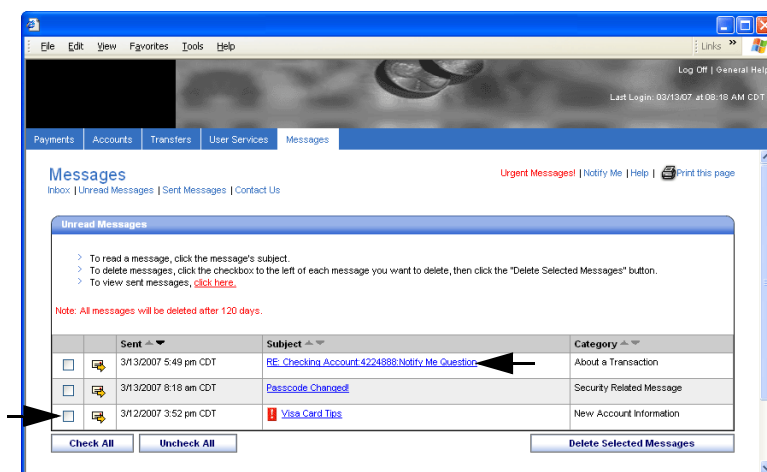 File Edit View Favorites Tools Help Links »
Log Off | General Help
Last Login: 03/13/07 at 08:18 AM CDT
Payments Accounts Transfers User Services Messages
Messages
Urgent Messages! | Notify Me | Help | Print this page
Inbox | Unread Messages | Sent Messages | Contact Us
Unread Messages
> To read a message, click the message's subject.
> To delete messages, click the checkbox to the left of each message you want to delete, then click the "Delete Selected Messages" button.
> To view sent messages, click here.
Note: All messages will be deleted after 120 days.
Sent Subject Category
3/13/2007 5:49 pm CDT RE: Checking Account:4224888:Notify Me Question About a Transaction
3/13/2007 8:18 am CDT Passcode Changed! Security Related Message
3/12/2007 3:52 pm CDT ! Visa Card Tips New Account Information
Check All Uncheck All Delete Selected Messages